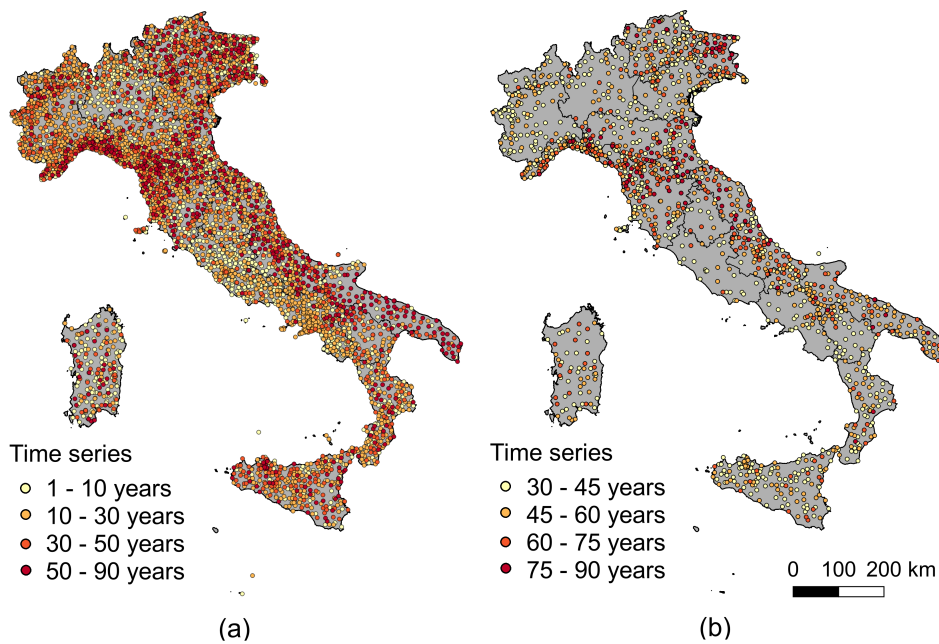 Time series
1 - 10 years
10 - 30 years
30 - 50 years
50 - 90 years
(a)
Time series
30 - 45 years
45 - 60 years
60 - 75 years
75 - 90 years
0 100 200 km
(b)